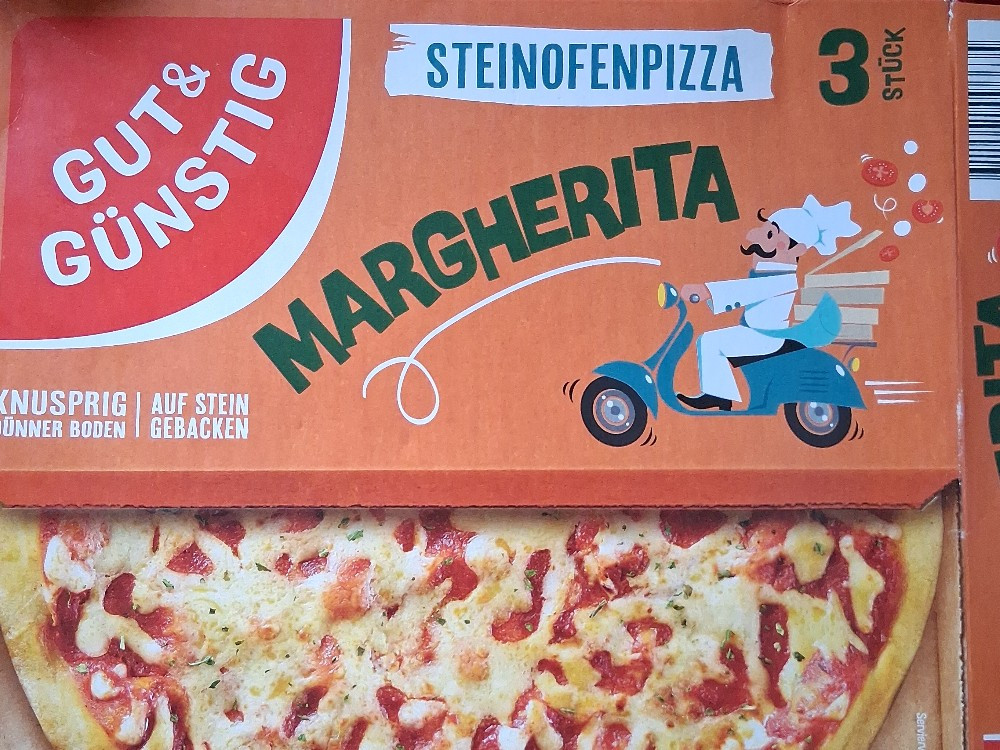 GUT&
GÜNSTIG
STEINOFENPIZZA
3
STÜCK
MARGHERITA
KNUSPRIG
DÜNNER BODEN
AUF STEIN
GEBACKEN